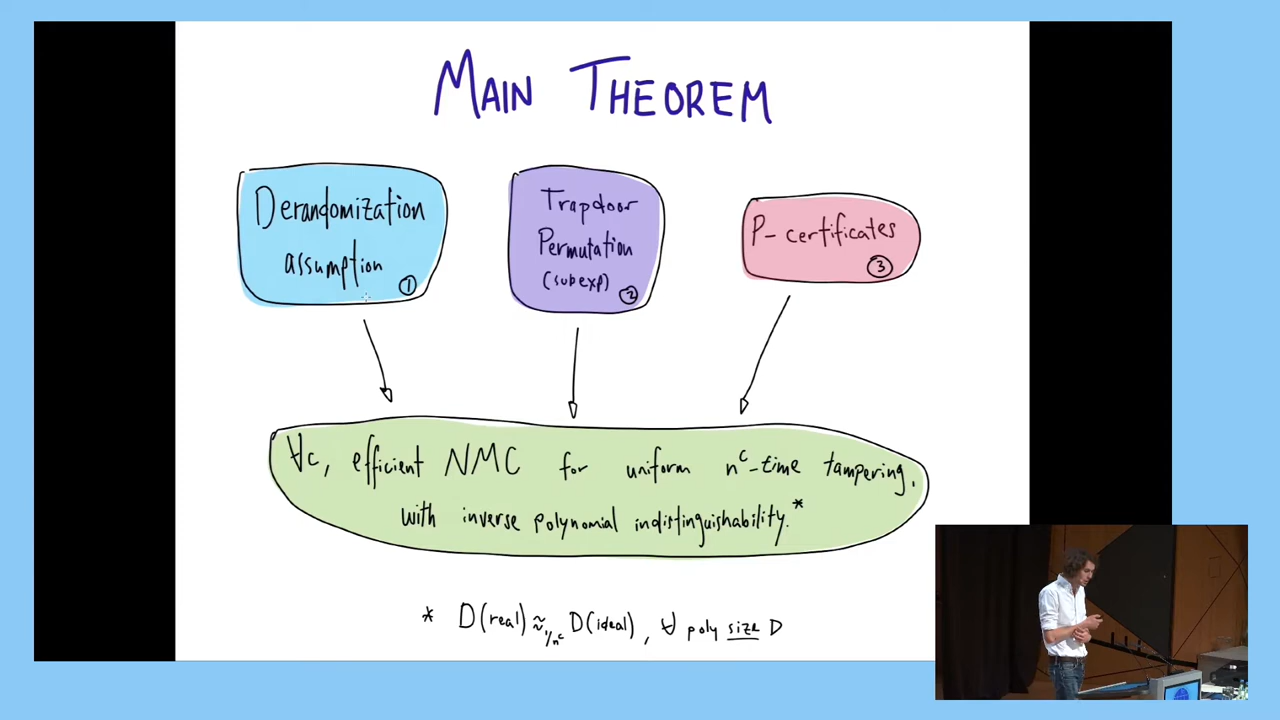 MAIN THEOREM
Derandomization
assumption
①
Trapdoor
Permutation
(subexp)
②
P-certificates
③
∀c, efficient NMC for uniform n^c-time tampering,
with inverse polynomial indistinguishability.*
* D(real) ≈_{1/n^c} D(ideal), ∀ poly size D